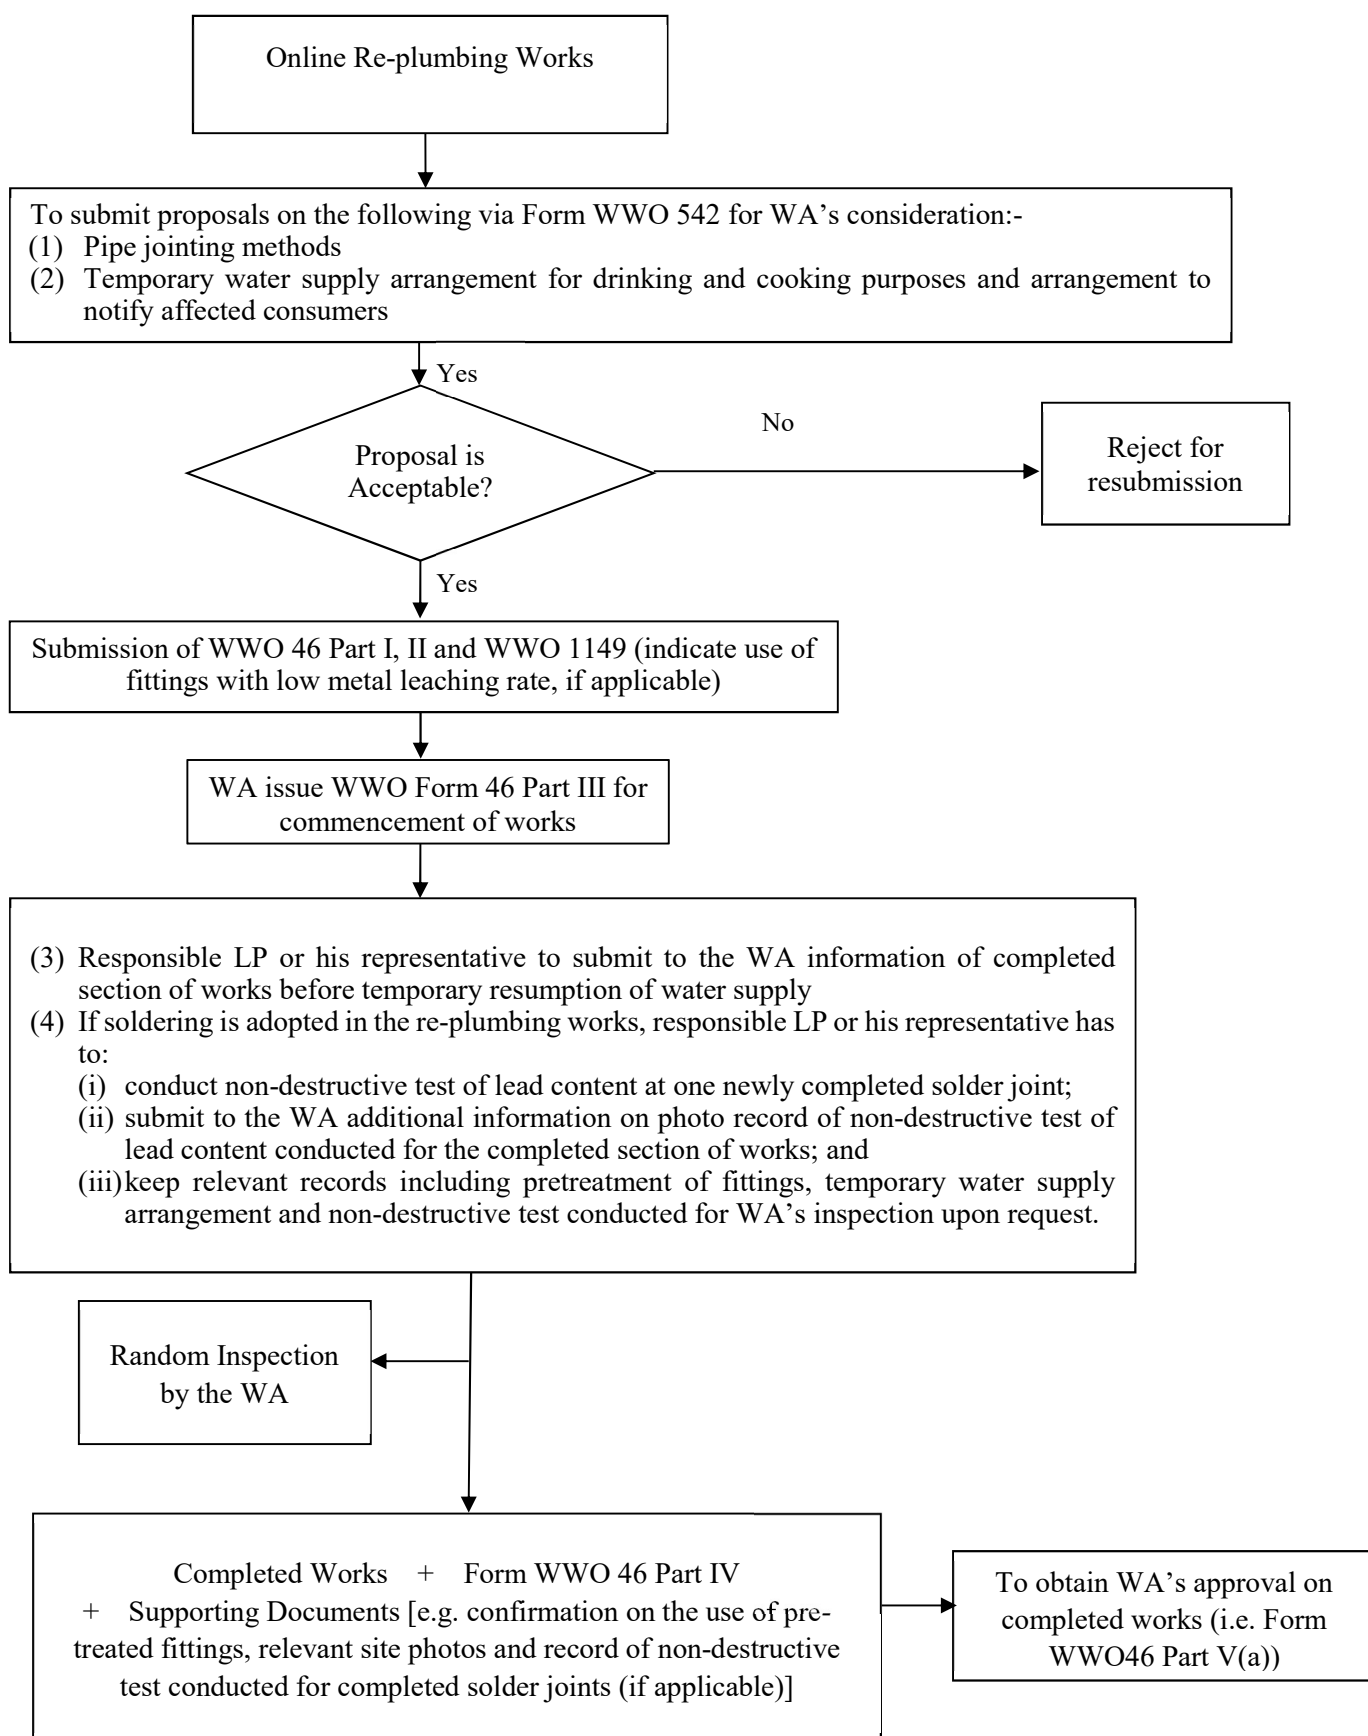 Online Re-plumbing Works
To submit proposals on the following via Form WWO 542 for WA’s consideration:-
(1) Pipe jointing methods
(2) Temporary water supply arrangement for drinking and cooking purposes and arrangement to
notify affected consumers
Yes
No
Proposal is
Acceptable?
Reject for
resubmission
Yes
Submission of WWO 46 Part I, II and WWO 1149 (indicate use of
fittings with low metal leaching rate, if applicable)
WA issue WWO Form 46 Part III for
commencement of works
(3) Responsible LP or his representative to submit to the WA information of completed
section of works before temporary resumption of water supply
(4) If soldering is adopted in the re-plumbing works, responsible LP or his representative has
to:
(i) conduct non-destructive test of lead content at one newly completed solder joint;
(ii) submit to the WA additional information on photo record of non-destructive test of
lead content conducted for the completed section of works; and
(iii) keep relevant records including pretreatment of fittings, temporary water supply
arrangement and non-destructive test conducted for WA’s inspection upon request.
Random Inspection
by the WA
Completed Works + Form WWO 46 Part IV
+ Supporting Documents [e.g. confirmation on the use of pre-
treated fittings, relevant site photos and record of non-destructive
test conducted for completed solder joints (if applicable)]
To obtain WA’s approval on
completed works (i.e. Form
WWO46 Part V(a))